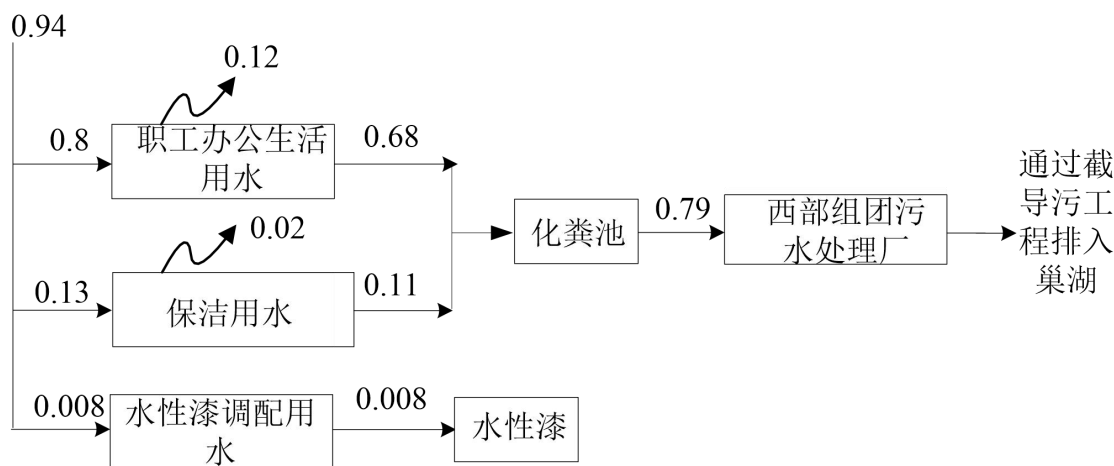 0.94
0.12
0.8
职工办公生活
用水
0.68
0.02
0.13
保洁用水
0.11
化粪池
0.79
西部组团污
水处理厂
通过截
导污工
程排入
巢湖
0.008
水性漆调配用
水
0.008
水性漆